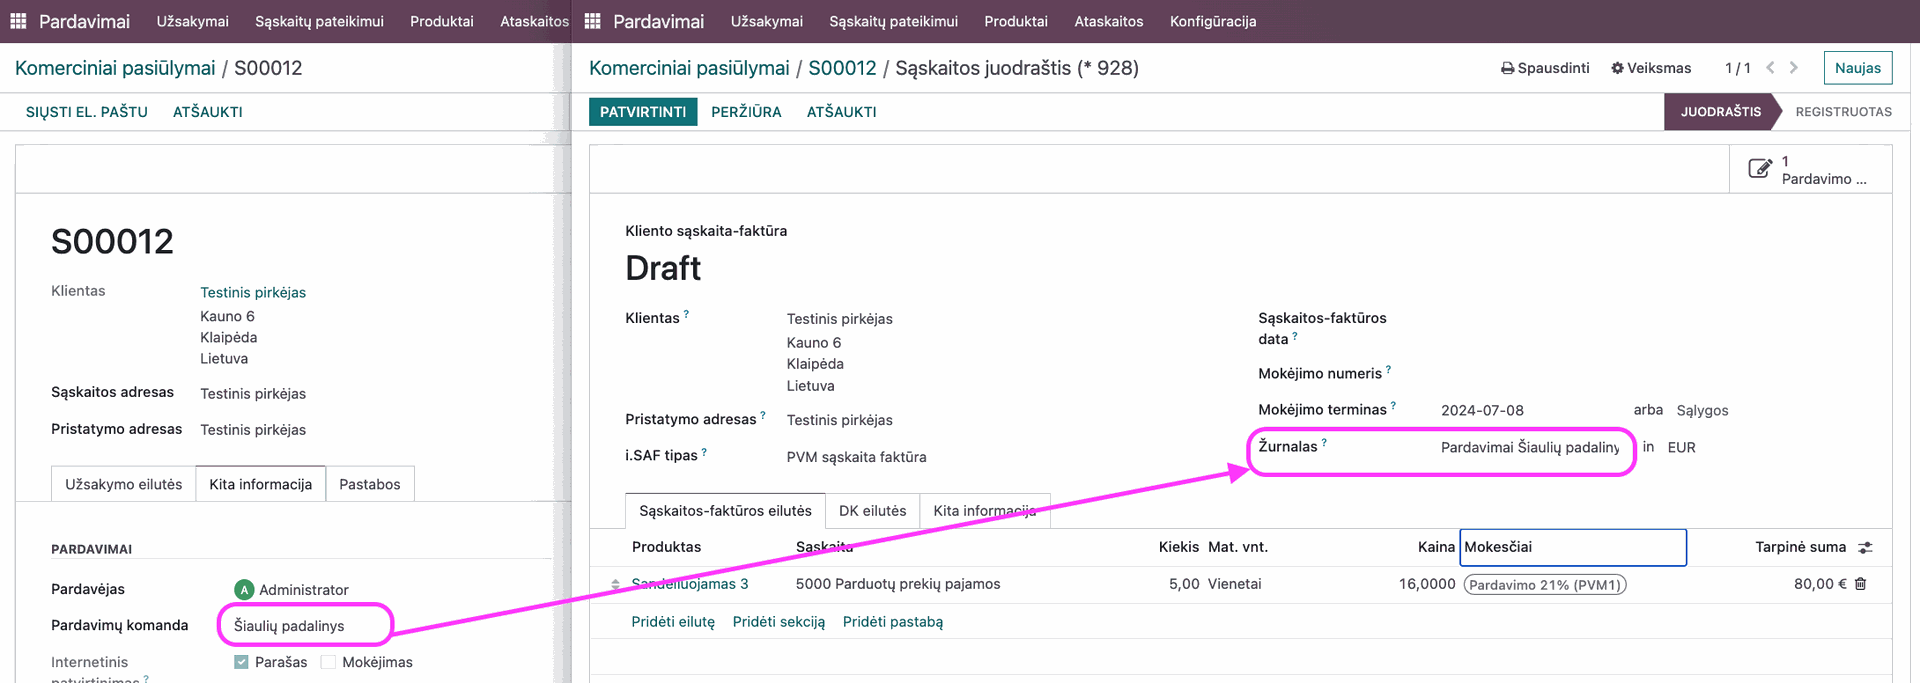 Pardavimai Užsakymai Sąskaitų pateikimui Produktai Ataskaitos
Komerciniai pasiūlymai / S00012
SIŲSTI EL. PAŠTU ATŠAUKTI
S00012
Klientas Testinis pirkėjas
Kauno 6
Klaipėda
Lietuva
Sąskaitos adresas Testinis pirkėjas
Pristatymo adresas Testinis pirkėjas
Užsakymo eilutės Kita informacija Pastabos
PARDAVIMAI
Pardavėjas A Administrator
Pardavimų komanda Šiaulių padalinys
Internetinis Parašas Mokėjimas
patvirtinimas ?
Pardavimai Užsakymai Sąskaitų pateikimui Produktai Ataskaitos Konfigūracija
Komerciniai pasiūlymai / S00012 / Sąskaitos juodraštis (* 928) Spausdinti Veiksmas 1 / 1 Naujas
PATVIRTINTI PERŽIŪRA ATŠAUKTI JUODRAŠTIS REGISTRUOTAS
1
Pardavimo ...
Kliento sąskaita-faktūra
Draft
Klientas ? Testinis pirkėjas
Kauno 6
Klaipėda
Lietuva
Pristatymo adresas ? Testinis pirkėjas
i.SAF tipas ? PVM sąskaita faktūra
Sąskaitos-faktūros
data ?
Mokėjimo numeris ?
Mokėjimo terminas ? 2024-07-08 arba Sąlygos
Žurnalas ? Pardavimai Šiaulių padaliny in EUR
Sąskaitos-faktūros eilutės DK eilutės Kita informacija
Produktas Sąskaita Kiekis Mat. vnt. Kaina Mokesčiai Tarpinė suma
Sandėliuojamas 3 5000 Parduotų prekių pajamos 5,00 Vienetai 16,0000 Pardavimo 21% (PVM1) 80,00 €
Pridėti eilutę Pridėti sekciją Pridėti pastabą